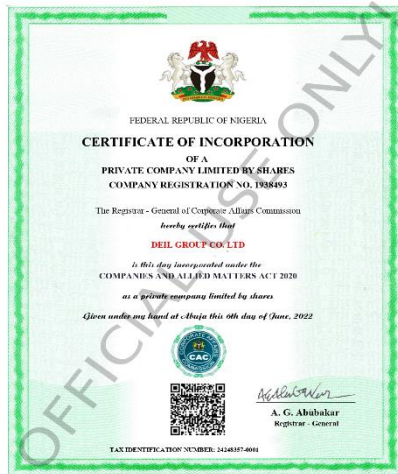 FEDERAL REPUBLIC OF NIGERIA
CERTIFICATE OF INCORPORATION
OF A
PRIVATE COMPANY LIMITED BY SHARES
COMPANY REGISTRATION NO. 1938493
The Registrar - General of Corporate Affairs Commission
hereby certifies that
DEIL GROUP CO. LTD
is this day incorporated under the
COMPANIES AND ALLIED MATTERS ACT 2020
as a private company limited by shares
Given under my hand at Abuja this 6th day of June, 2022
CORPORATE AFFAIRS
CAC
COMMISSION
A. G. Abubakar
Registrar - General
TAX IDENTIFICATION NUMBER: 24248357-0001
OFFICIAL USE ONLY!